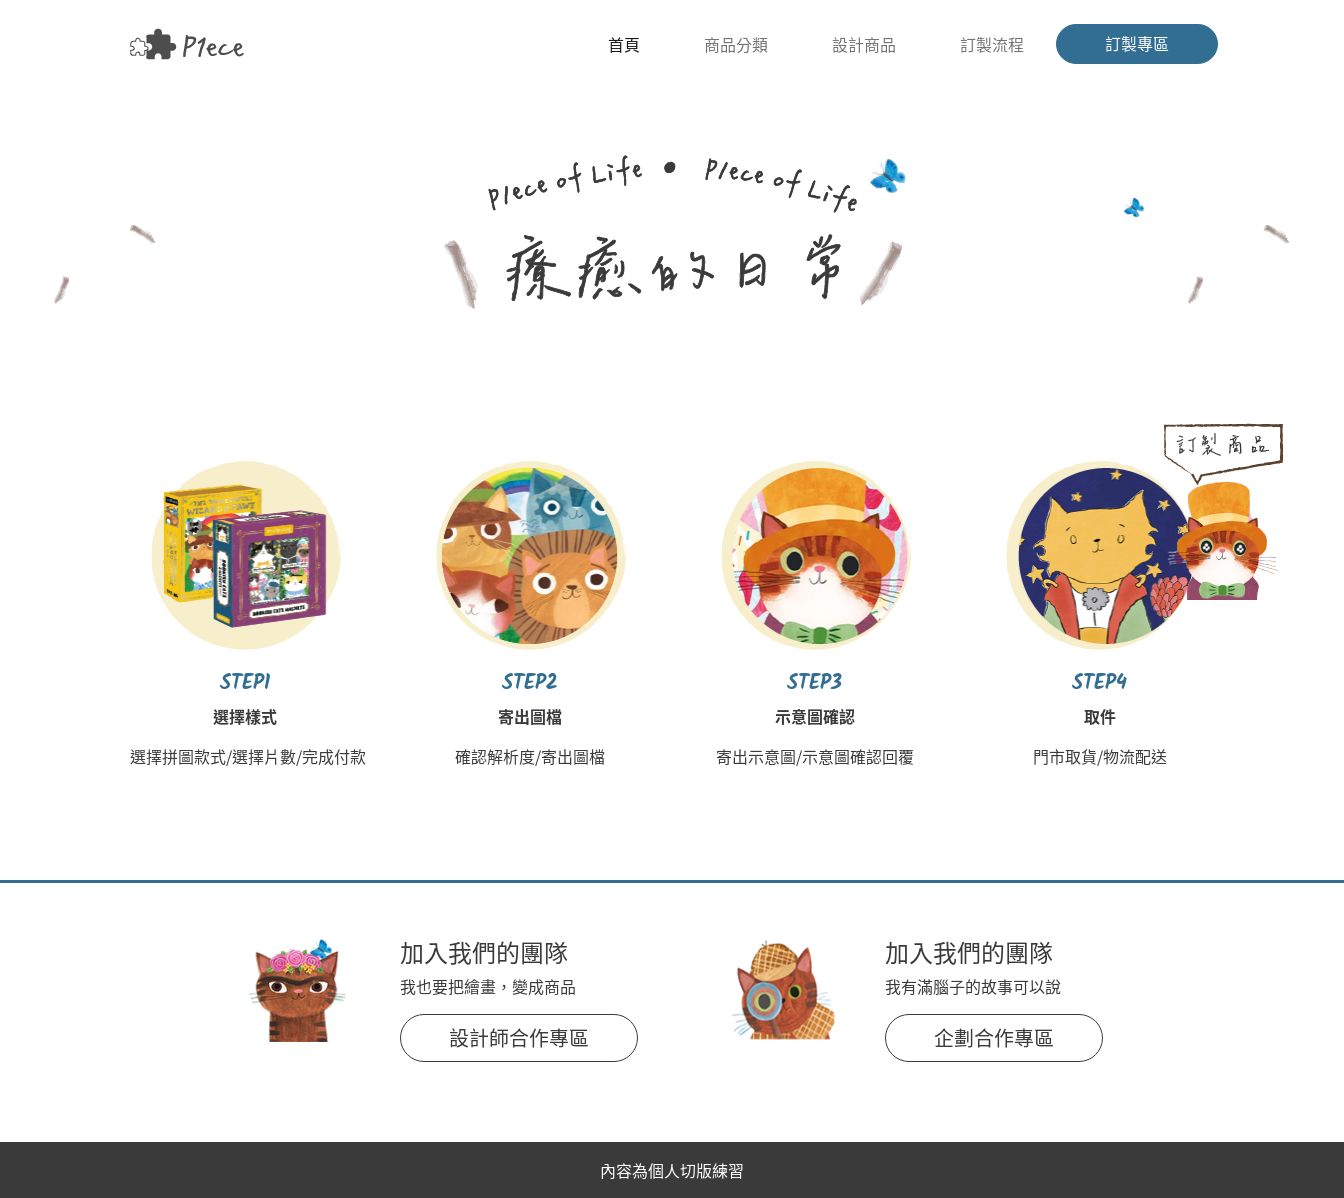 P1ece
首頁 商品分類 設計商品 訂製流程 訂製專區
P1ece of Life • P1ece of Life
療癒的日常
訂製商品
BOOKISH CATS MAGNETS
STEP1 STEP2 STEP3 STEP4
選擇樣式 寄出圖檔 示意圖確認 取件
選擇拼圖款式/選擇片數/完成付款 確認解析度/寄出圖檔 寄出示意圖/示意圖確認回覆 門市取貨/物流配送
加入我們的團隊 加入我們的團隊
我也要把繪畫，變成商品 我有滿腦子的故事可以說
設計師合作專區 企劃合作專區
內容為個人切版練習